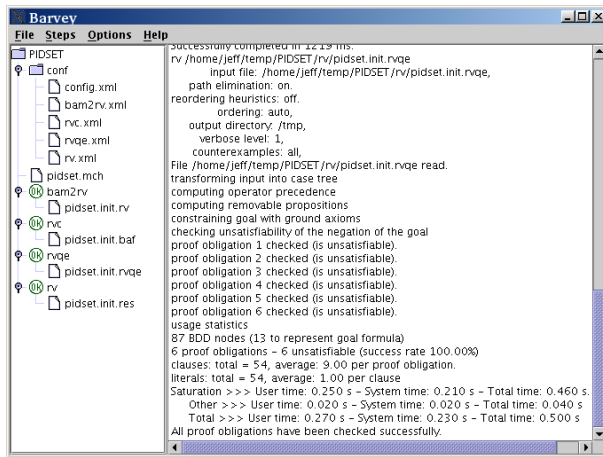 Barvey
File Steps Options Help
PIDSET
conf
config.xml
bam2rv.xml
rvc.xml
rvqe.xml
rv.xml
pidset.mch
OK bam2rv
pidset.init.rv
OK rvc
pidset.init.baf
OK rvqe
pidset.init.rvqe
OK rv
pidset.init.res
Successfully completed in 1219 ms.
rv /home/jeff/temp/PIDSET/rv/pidset.init.rvqe
input file: /home/jeff/temp/PIDSET/rv/pidset.init.rvqe,
path elimination: on.
reordering heuristics: off.
ordering: auto,
output directory: /tmp,
verbose level: 1,
counterexamples: all,
File /home/jeff/temp/PIDSET/rv/pidset.init.rvqe read.
transforming input into case tree
computing operator precedence
computing removable propositions
constraining goal with ground axioms
checking unsatisfiability of the negation of the goal
proof obligation 1 checked (is unsatisfiable).
proof obligation 2 checked (is unsatisfiable).
proof obligation 3 checked (is unsatisfiable).
proof obligation 4 checked (is unsatisfiable).
proof obligation 5 checked (is unsatisfiable).
proof obligation 6 checked (is unsatisfiable).
usage statistics
87 BDD nodes (13 to represent goal formula)
6 proof obligations – 6 unsatisfiable (success rate 100.00%)
clauses: total = 54, average: 9.00 per proof obligation.
literals: total = 54, average: 1.00 per clause
Saturation >>> User time: 0.250 s – System time: 0.210 s – Total time: 0.460 s.
Other >>> User time: 0.020 s – System time: 0.020 s – Total time: 0.040 s
Total >>> User time: 0.270 s – System time: 0.230 s – Total time: 0.500 s
All proof obligations have been checked successfully.